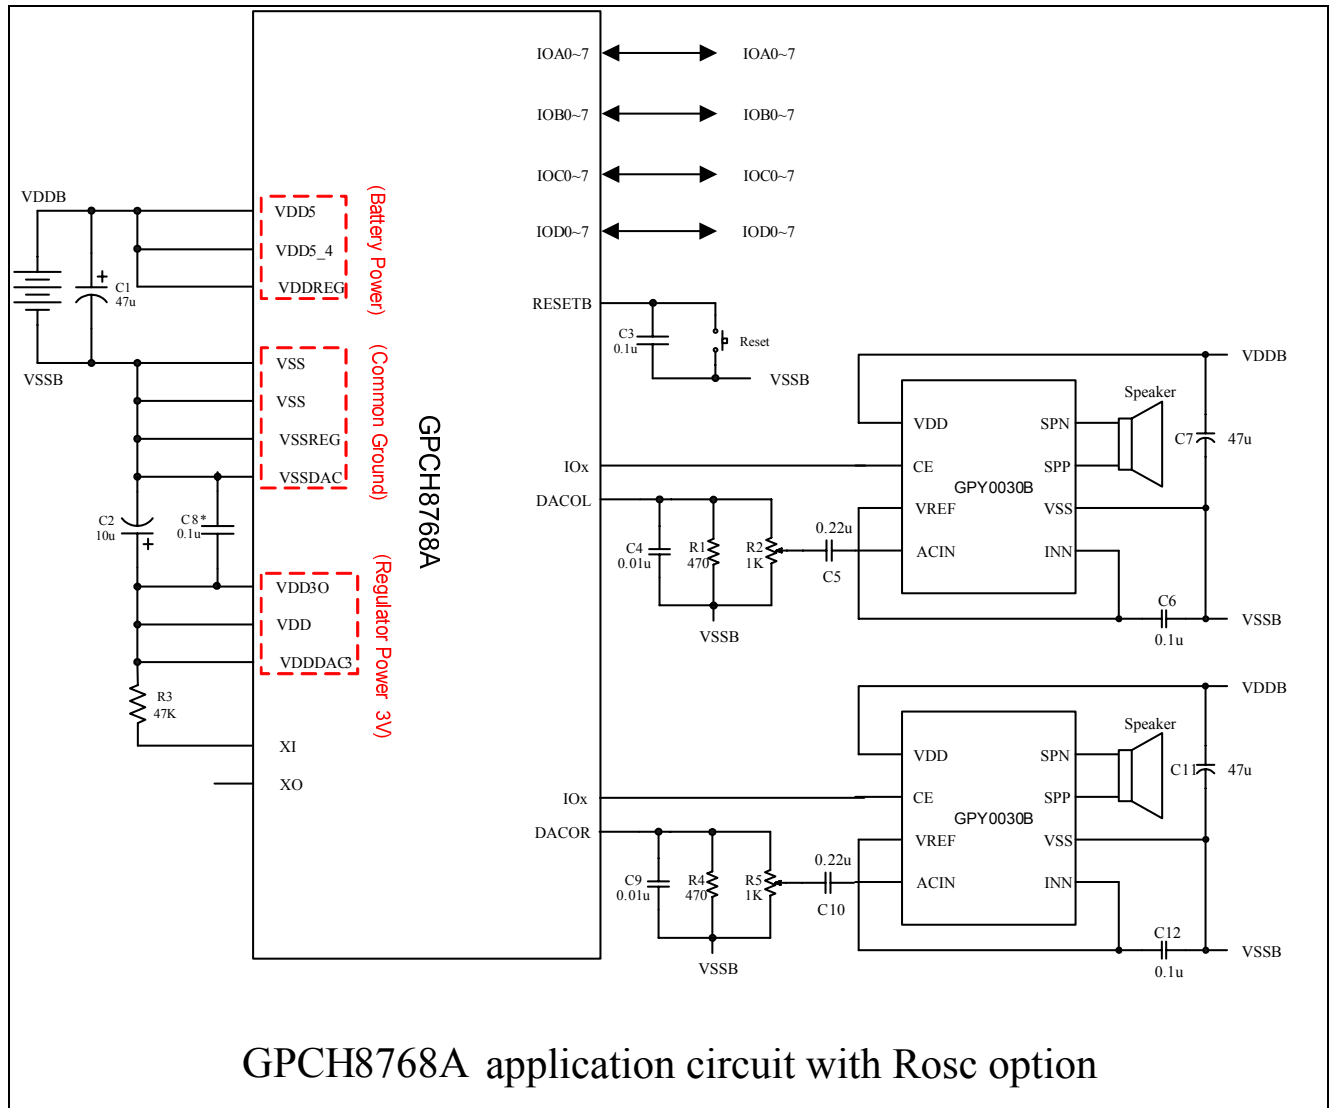 IOA0~7 IOA0~7
IOB0~7 IOB0~7
IOC0~7 IOC0~7
IOD0~7 IOD0~7
VDDB
VDD5
VDD5_4
VDDREG
(Battery Power)
+
C1
47u
VSSB
VSS
VSS
VSSREG
VSSDAC
(Common Ground)
C2
10u
+
C8*
0.1u
VDD3O
VDD
VDDDAC3
(Regulator Power 3V)
R3
47K
XI
XO
GPCH8768A
RESETB
C3
0.1u
Reset
VSSB
IOx
DACOL
C4
0.01u
R1
470
R2
1K
0.22u
C5
VSSB
VDD
CE
VREF
ACIN
GPY0030B
SPN
SPP
VSS
INN
Speaker
VDDB
C7
47u
C6
0.1u
VSSB
IOx
DACOR
C9
0.01u
R4
470
R5
1K
0.22u
C10
VSSB
VDD
CE
VREF
ACIN
GPY0030B
SPN
SPP
VSS
INN
Speaker
VDDB
C11
47u
C12
0.1u
VSSB
GPCH8768A application circuit with Rosc option